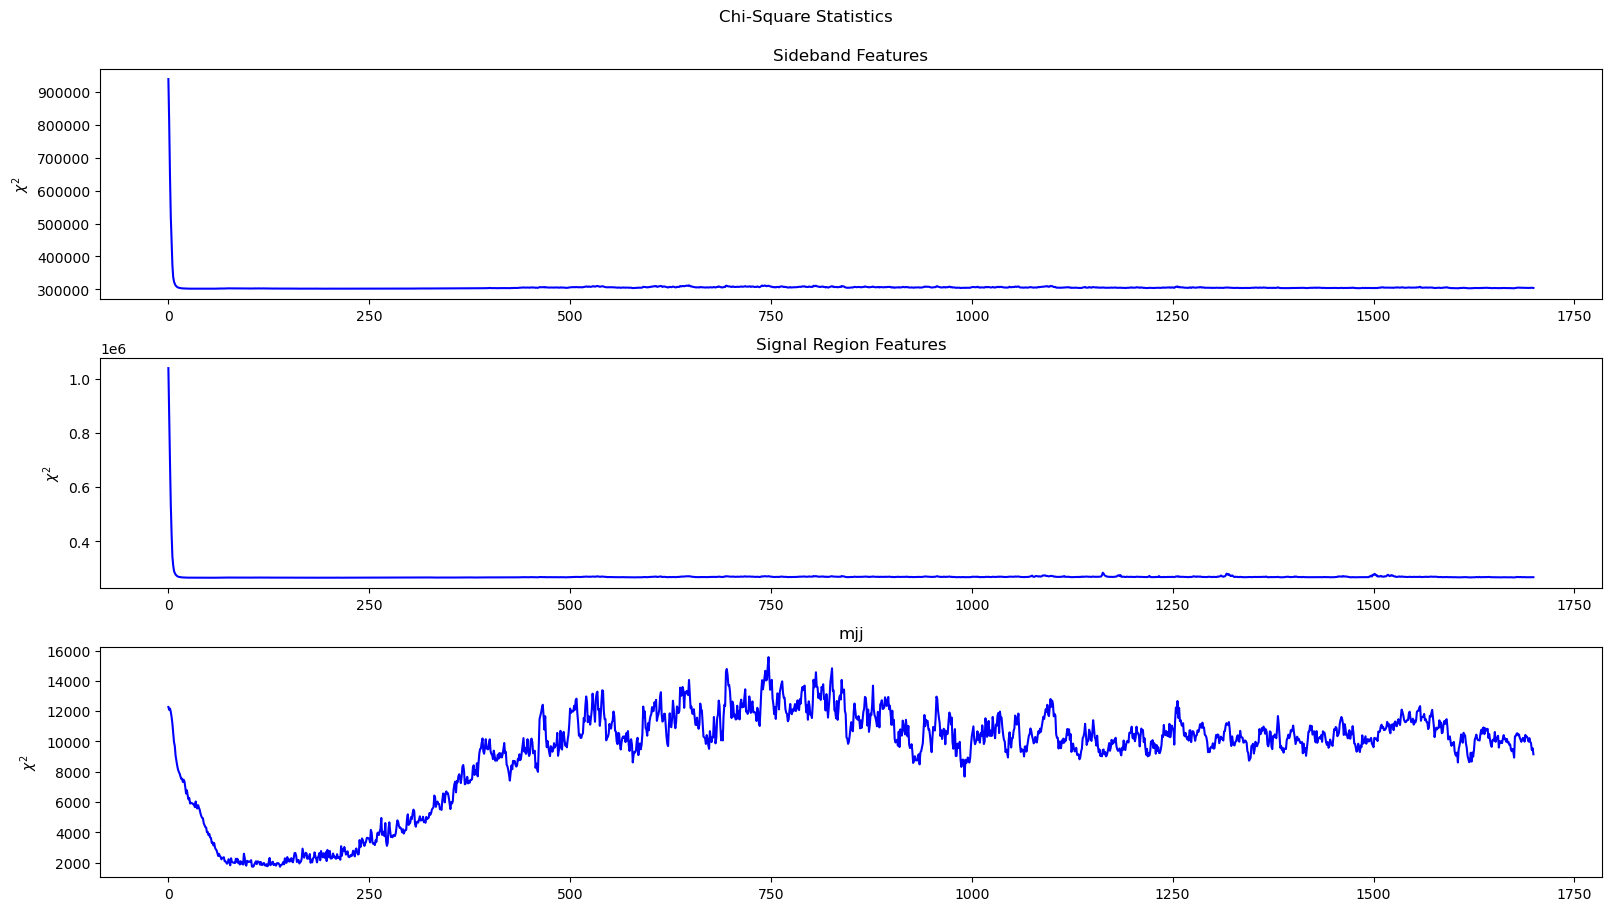 Chi-Square Statistics
Sideband Features
χ²
900000
800000
700000
600000
500000
400000
300000
0 250 500 750 1000 1250 1500 1750
Signal Region Features
1e6
χ²
1.0
0.8
0.6
0.4
0 250 500 750 1000 1250 1500 1750
mjj
χ²
16000
14000
12000
10000
8000
6000
4000
2000
0 250 500 750 1000 1250 1500 1750